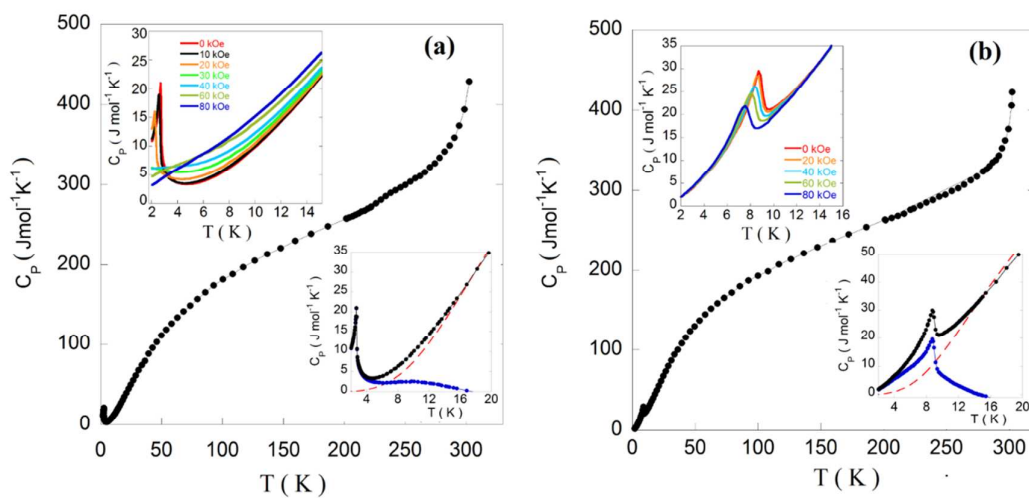 (a)
C_P ( Jmol⁻¹K⁻¹)
500
400
300
200
100
0
0 50 100 150 200 250 300
T ( K )
C_P ( J mol⁻¹ K⁻¹)
30
25
20
15
10
5
0
2 4 6 8 10 12 14
T ( K )
0 kOe
10 kOe
20 kOe
30 kOe
40 kOe
60 kOe
80 kOe
C_P ( J mol⁻¹ K⁻¹)
35
30
25
20
15
10
5
0
4 8 12 16 20
T ( K )
(b)
C_P ( Jmol⁻¹K⁻¹)
500
400
300
200
100
0
0 50 100 150 200 250 300
T ( K )
C_P ( J mol⁻¹ K⁻¹)
35
30
25
20
15
10
5
0
2 4 6 8 10 12 14 16
T ( K )
0 kOe
20 kOe
40 kOe
60 kOe
80 kOe
C_P ( J mol⁻¹ K⁻¹)
50
40
30
20
10
0
4 8 12 16 20
T ( K )